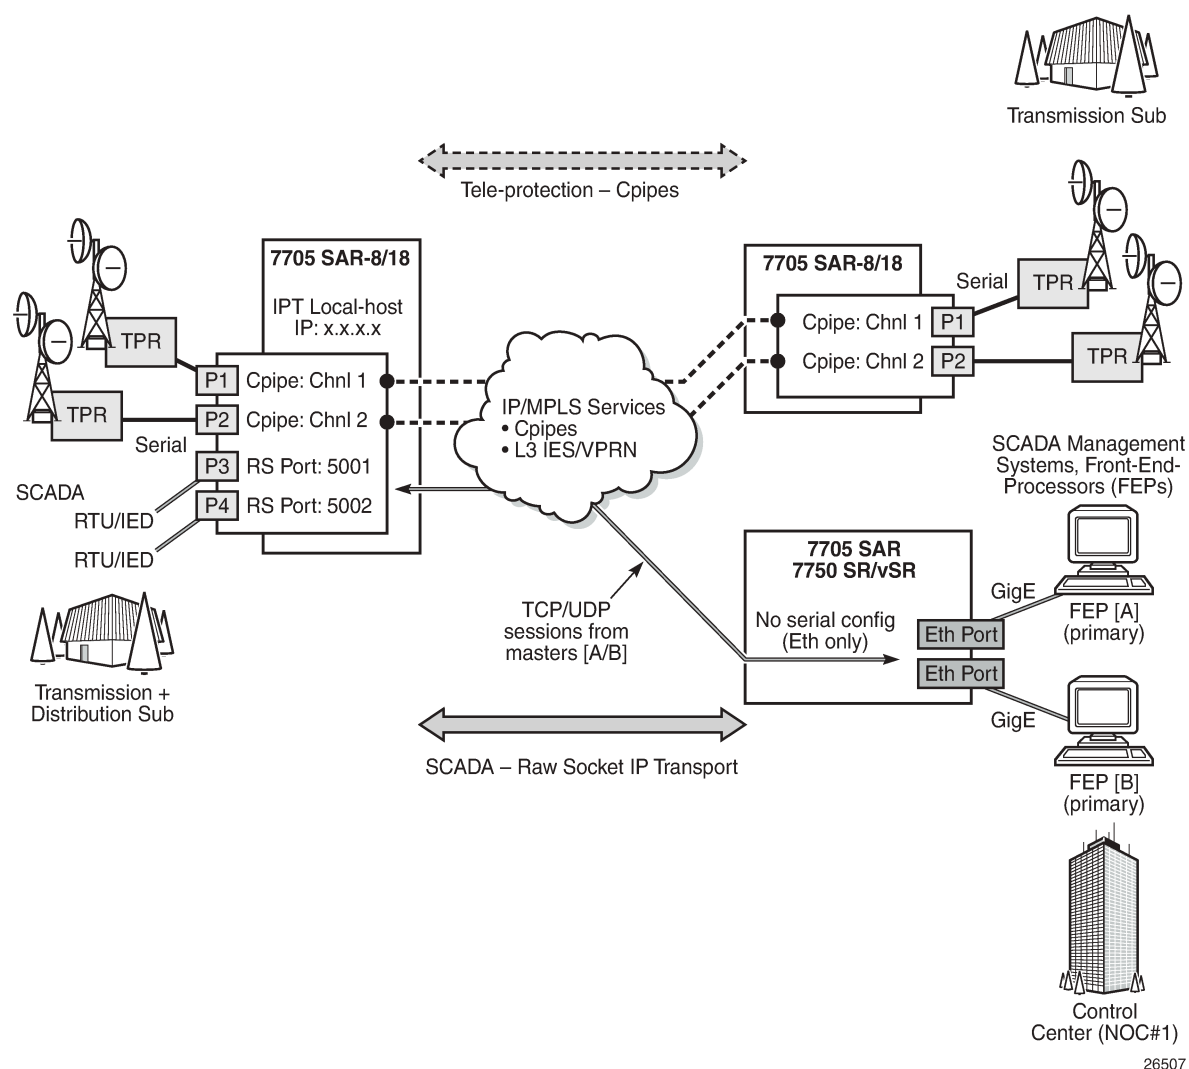 Transmission Sub
Tele-protection – Cpipes
7705 SAR-8/18
IPT Local-host
IP: x.x.x.x
TPR
TPR
P1
Cpipe: Chnl 1
P2
Cpipe: Chnl 2
Serial
P3
RS Port: 5001
P4
RS Port: 5002
SCADA
RTU/IED
RTU/IED
Transmission +
Distribution Sub
IP/MPLS Services
• Cpipes
• L3 IES/VPRN
7705 SAR-8/18
Cpipe: Chnl 1
P1
Cpipe: Chnl 2
P2
Serial
TPR
TPR
SCADA Management
Systems, Front-End-
Processors (FEPs)
7705 SAR
7750 SR/vSR
No serial config
(Eth only)
Eth Port
Eth Port
GigE
FEP [A]
(primary)
GigE
FEP [B]
(primary)
TCP/UDP
sessions from
masters [A/B]
SCADA – Raw Socket IP Transport
Control
Center (NOC#1)
26507